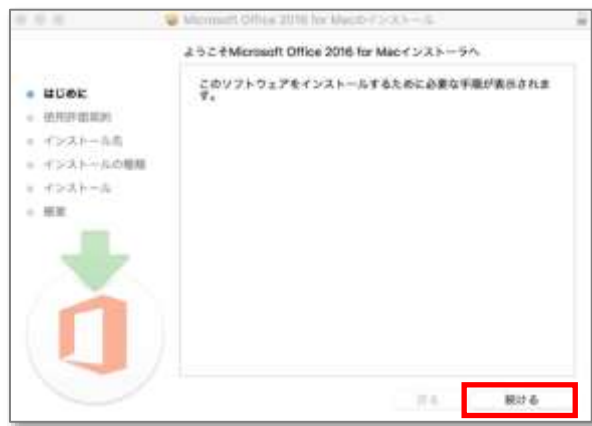 Microsoft Office 2016 for Macのインストール
ようこそMicrosoft Office 2016 for Macインストーラへ
このソフトウェアをインストールするために必要な手順が表示されま
す。
はじめに
使用許諾契約
インストール先
インストールの種類
インストール
概要
戻る
続ける